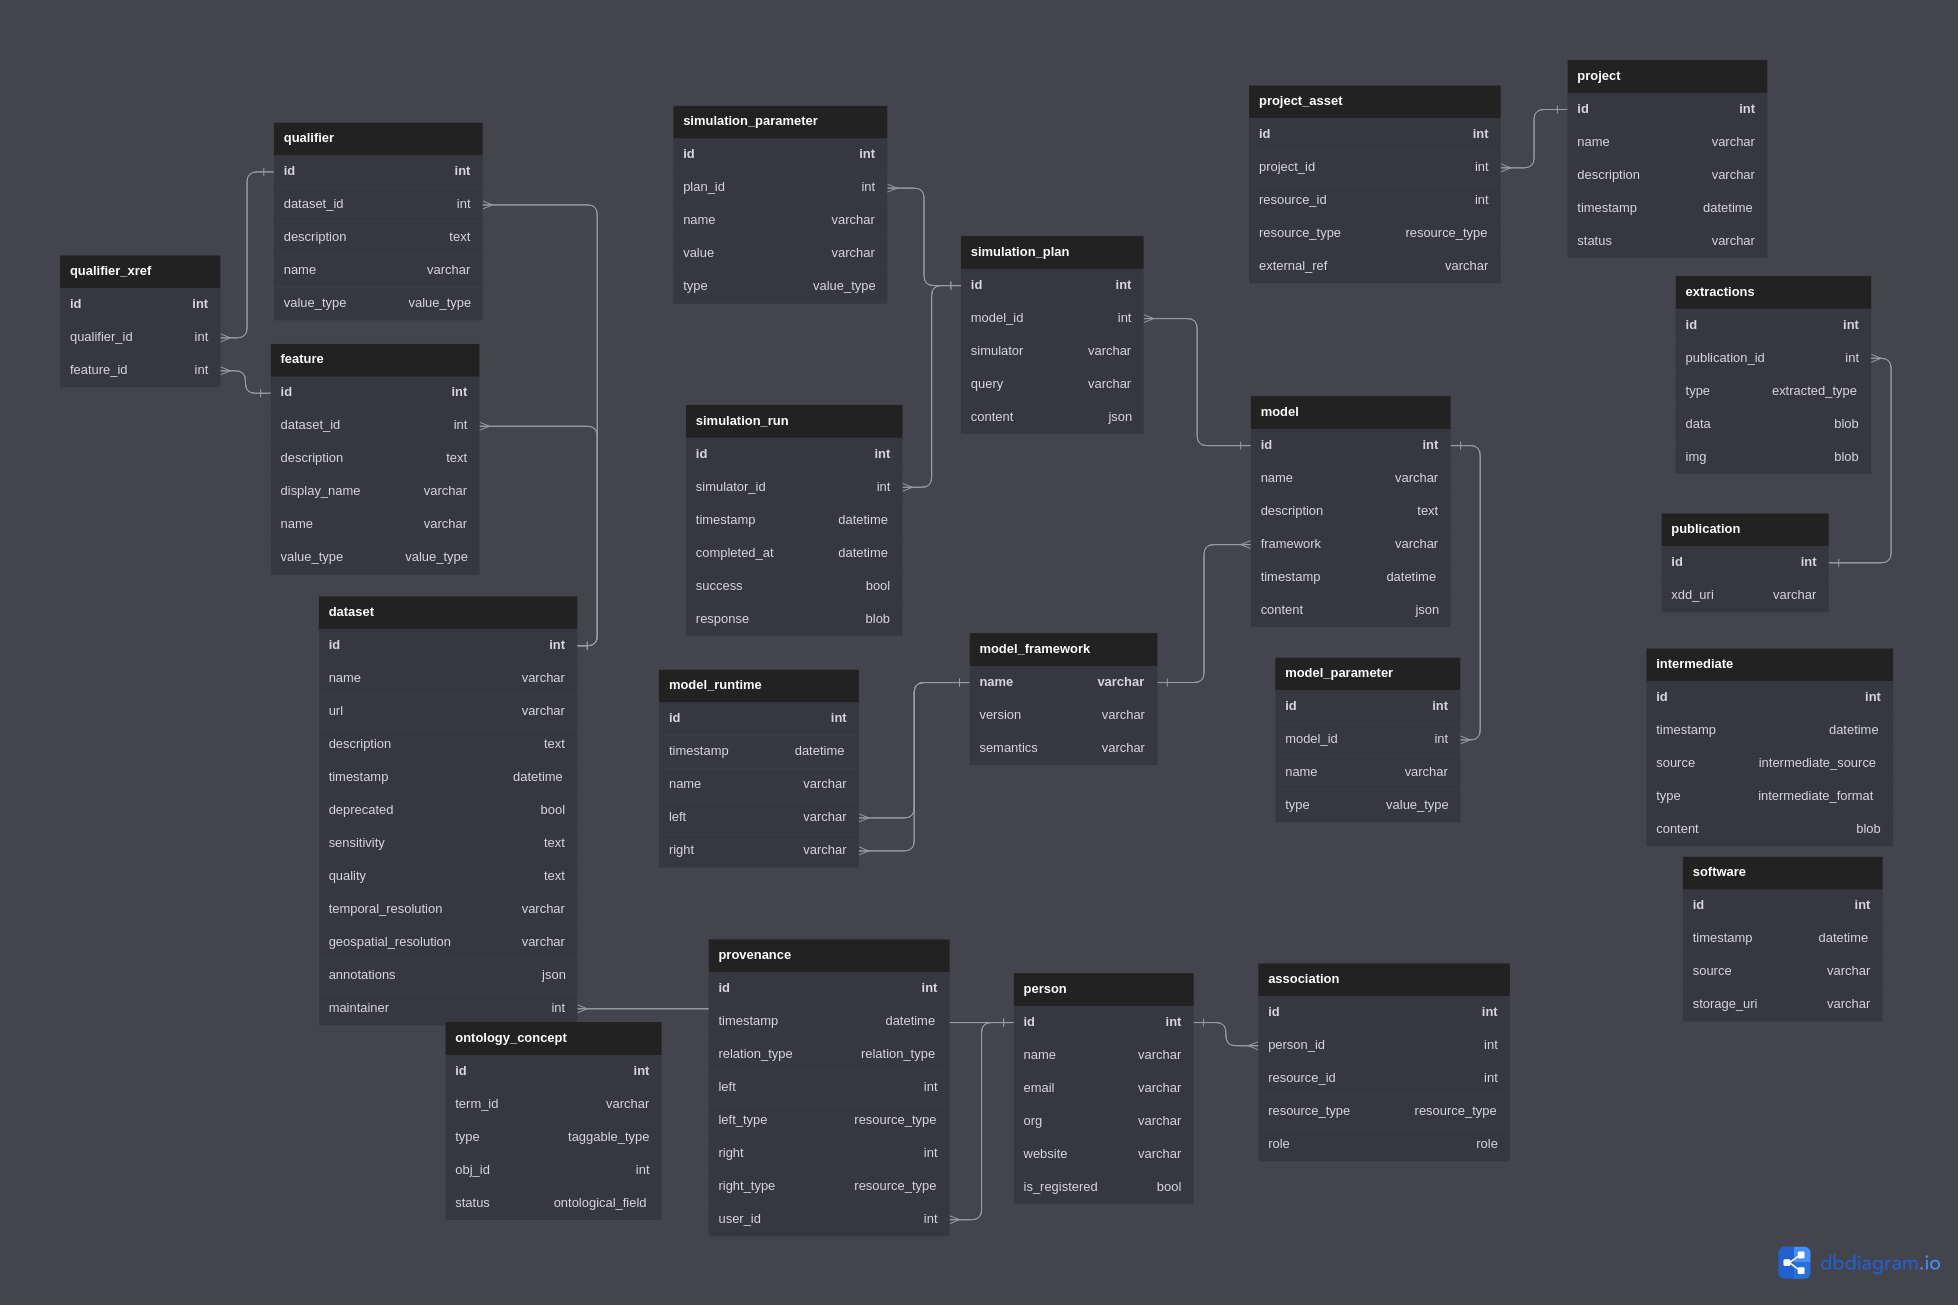 qualifier_xref
id int
qualifier_id int
feature_id int
qualifier
id int
dataset_id int
description text
name varchar
value_type value_type
feature
id int
dataset_id int
description text
display_name varchar
name varchar
value_type value_type
dataset
id int
name varchar
url varchar
description text
timestamp datetime
deprecated bool
sensitivity text
quality text
temporal_resolution varchar
geospatial_resolution varchar
annotations json
maintainer int
ontology_concept
id int
term_id varchar
type taggable_type
obj_id int
status ontological_field
simulation_parameter
id int
plan_id int
name varchar
value varchar
type value_type
simulation_run
id int
simulator_id int
timestamp datetime
completed_at datetime
success bool
response blob
model_runtime
id int
timestamp datetime
name varchar
left varchar
right varchar
provenance
id int
timestamp datetime
relation_type relation_type
left int
left_type resource_type
right int
right_type resource_type
user_id int
simulation_plan
id int
model_id int
simulator varchar
query varchar
content json
model_framework
name varchar
version varchar
semantics varchar
person
id int
name varchar
email varchar
org varchar
website varchar
is_registered bool
project_asset
id int
project_id int
resource_id int
resource_type resource_type
external_ref varchar
model
id int
name varchar
description text
framework varchar
timestamp datetime
content json
model_parameter
id int
model_id int
name varchar
type value_type
association
id int
person_id int
resource_id int
resource_type resource_type
role role
project
id int
name varchar
description varchar
timestamp datetime
status varchar
extractions
id int
publication_id int
type extracted_type
data blob
img blob
publication
id int
xdd_uri varchar
intermediate
id int
timestamp datetime
source intermediate_source
type intermediate_format
content blob
software
id int
timestamp datetime
source varchar
storage_uri varchar
dbdiagram.io